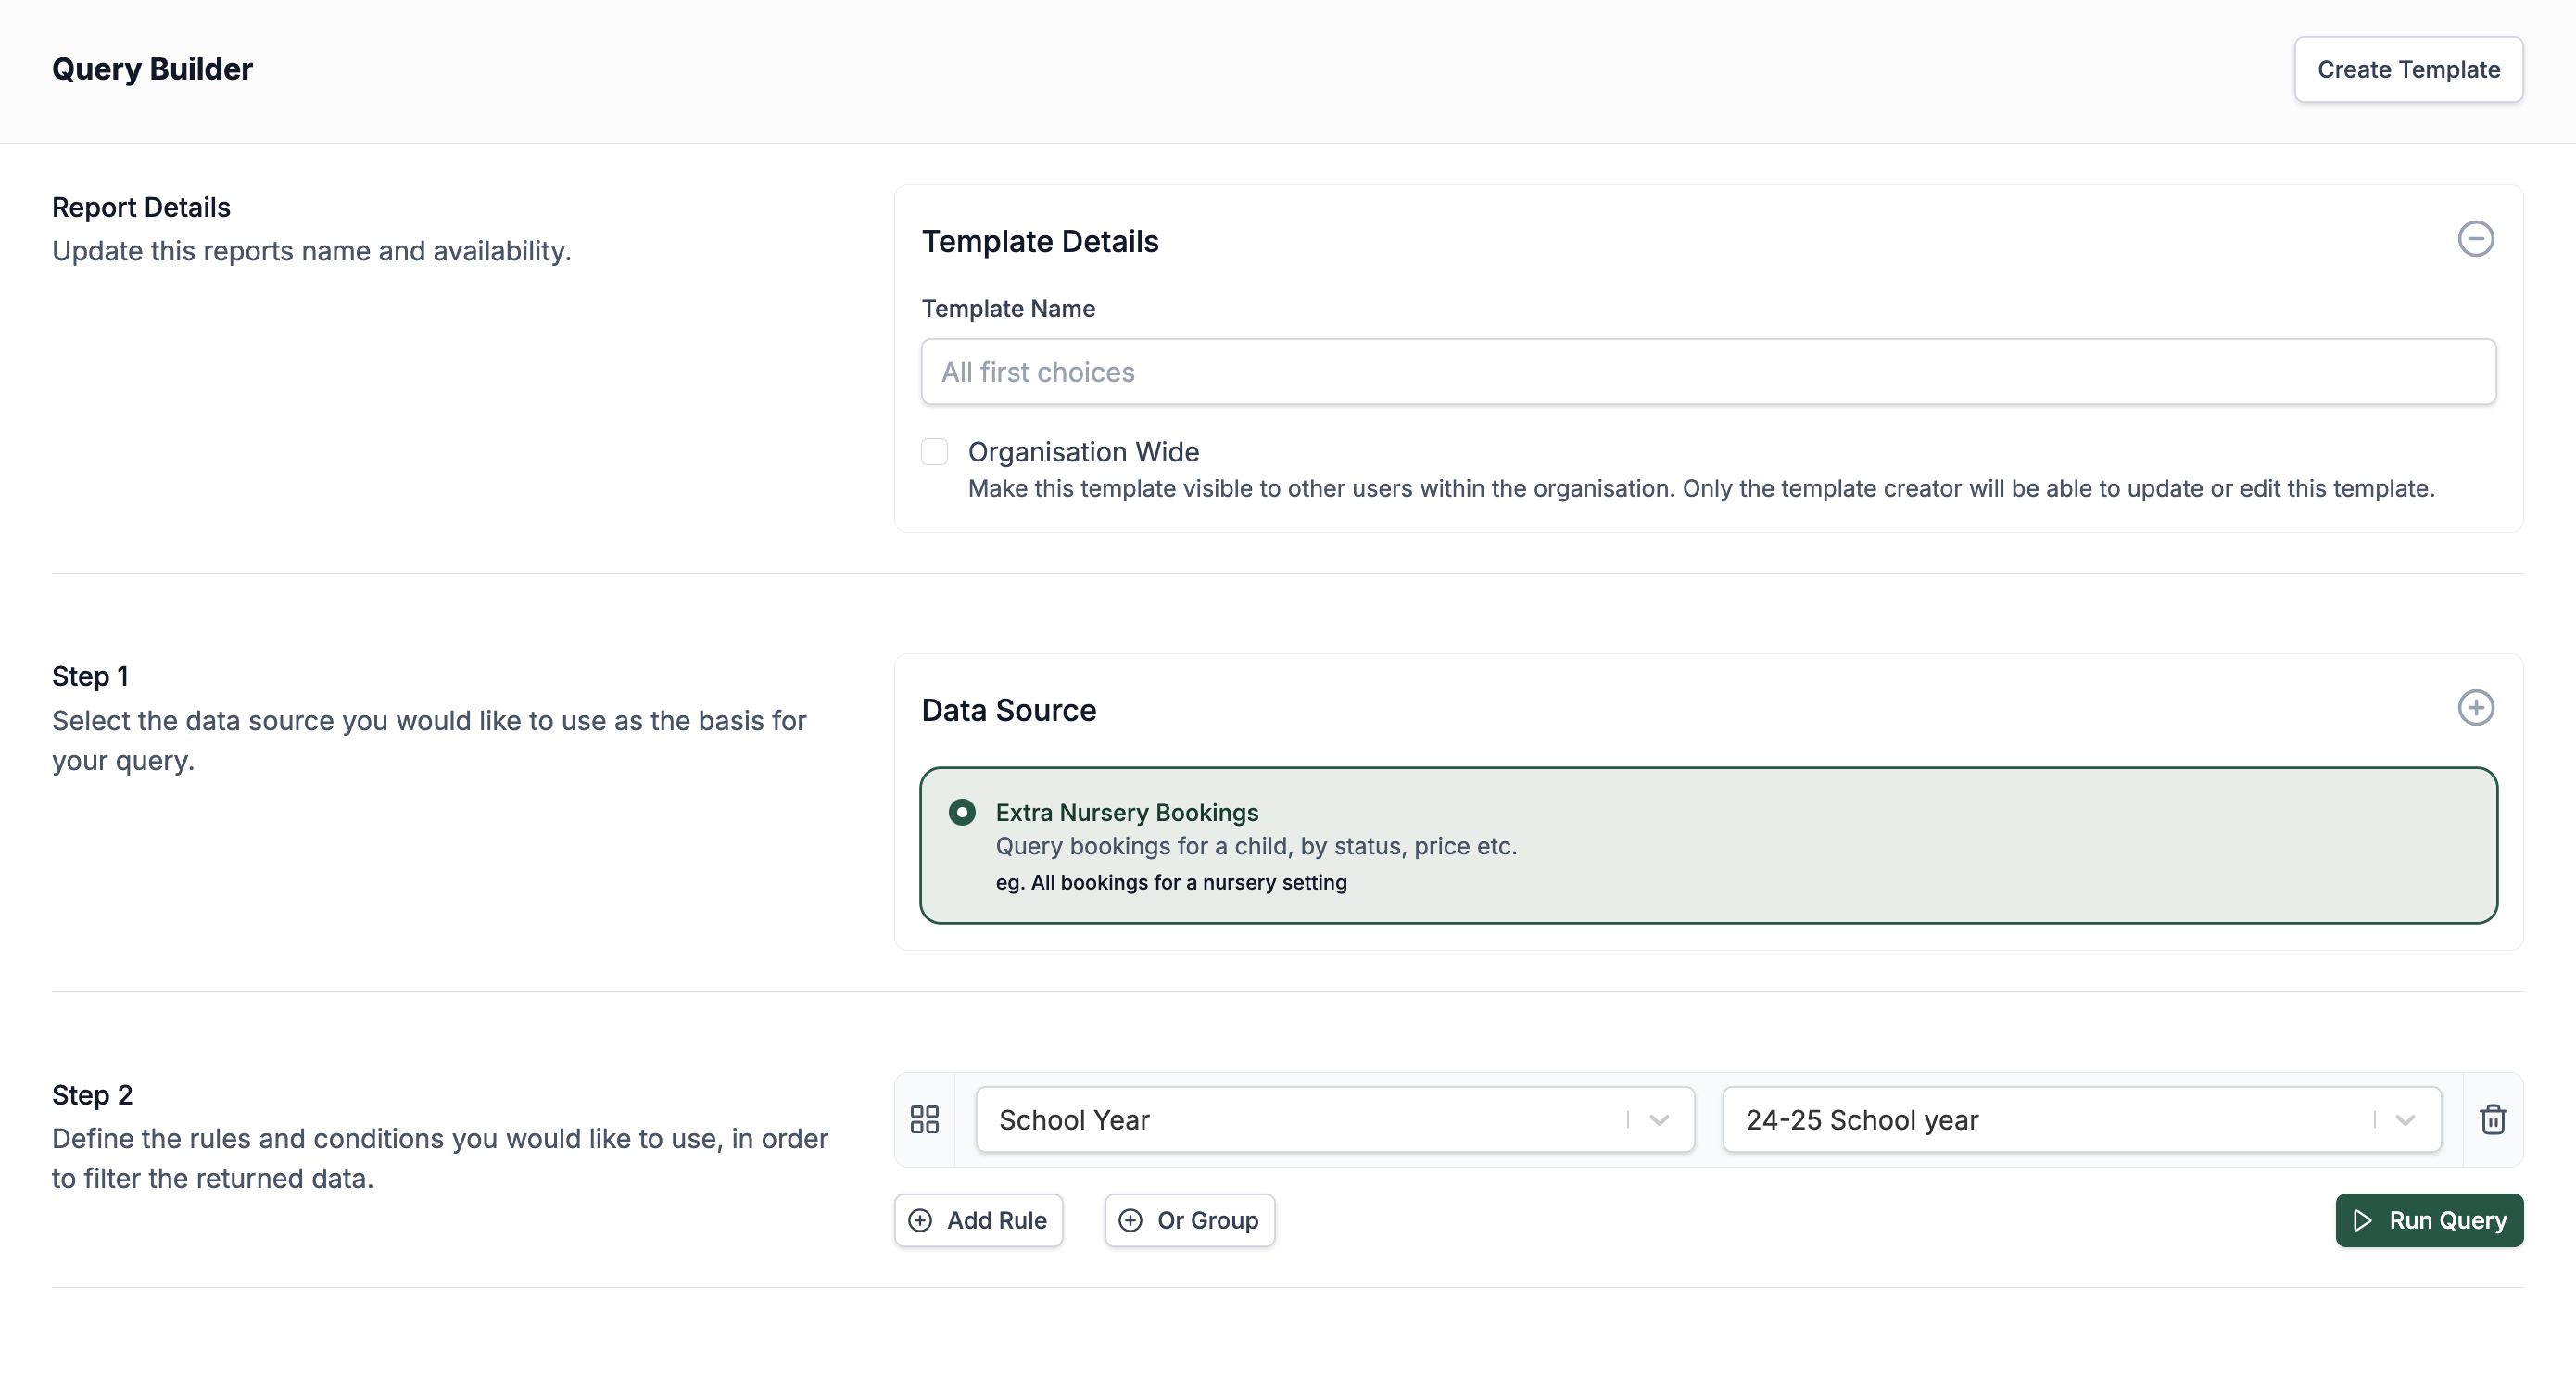 Query Builder
Create Template
Report Details
Update this reports name and availability.
Template Details
Template Name
All first choices
Organisation Wide
Make this template visible to other users within the organisation. Only the template creator will be able to update or edit this template.
Step 1
Select the data source you would like to use as the basis for
your query.
Data Source
Extra Nursery Bookings
Query bookings for a child, by status, price etc.
eg. All bookings for a nursery setting
Step 2
Define the rules and conditions you would like to use, in order
to filter the returned data.
School Year
24-25 School year
Add Rule
Or Group
Run Query